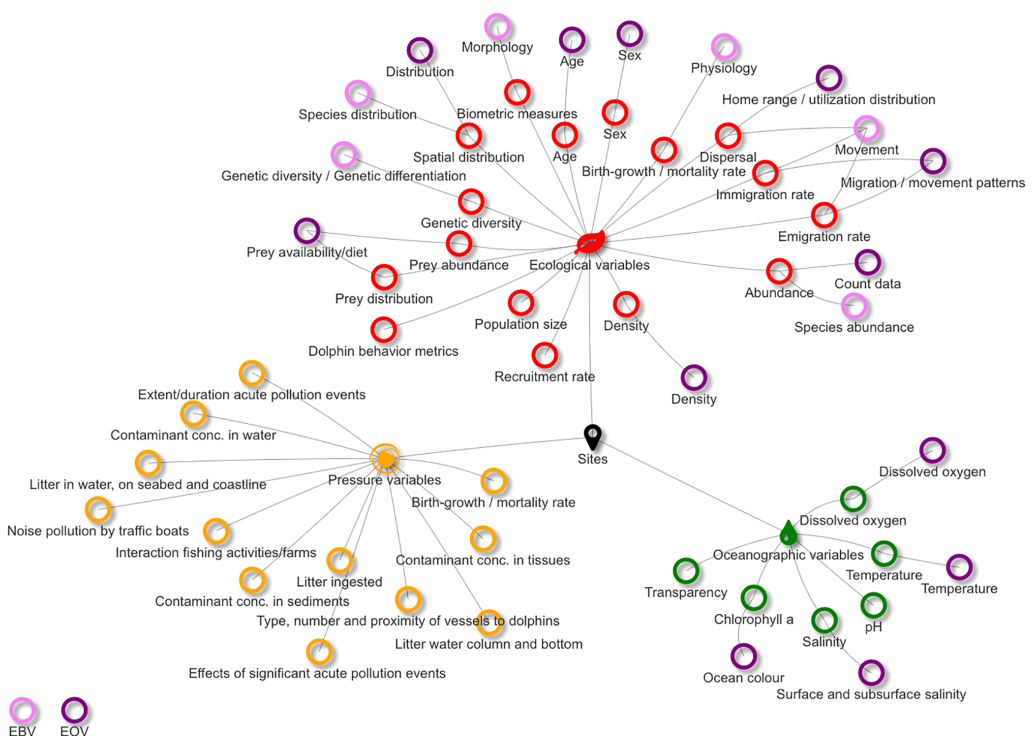 Morphology
Age
Sex
Distribution
Physiology
Home range / utilization distribution
Species distribution
Biometric measures
Sex
Age
Spatial distribution
Dispersal
Movement
Birth-growth / mortality rate
Genetic diversity / Genetic differentiation
Immigration rate
Migration / movement patterns
Genetic diversity
Emigration rate
Prey availability/diet
Prey abundance
Ecological variables
Prey distribution
Abundance
Count data
Population size
Density
Species abundance
Dolphin behavior metrics
Recruitment rate
Density
Extent/duration acute pollution events
Contaminant conc. in water
Sites
Litter in water, on seabed and coastline
Pressure variables
Dissolved oxygen
Birth-growth / mortality rate
Noise pollution by traffic boats
Dissolved oxygen
Interaction fishing activities/farms
Contaminant conc. in tissues
Oceanographic variables
Litter ingested
Temperature
Temperature
Contaminant conc. in sediments
Transparency
Type, number and proximity of vessels to dolphins
Chlorophyll a
pH
Litter water column and bottom
Salinity
Effects of significant acute pollution events
Ocean colour
Surface and subsurface salinity
EBV
EOV